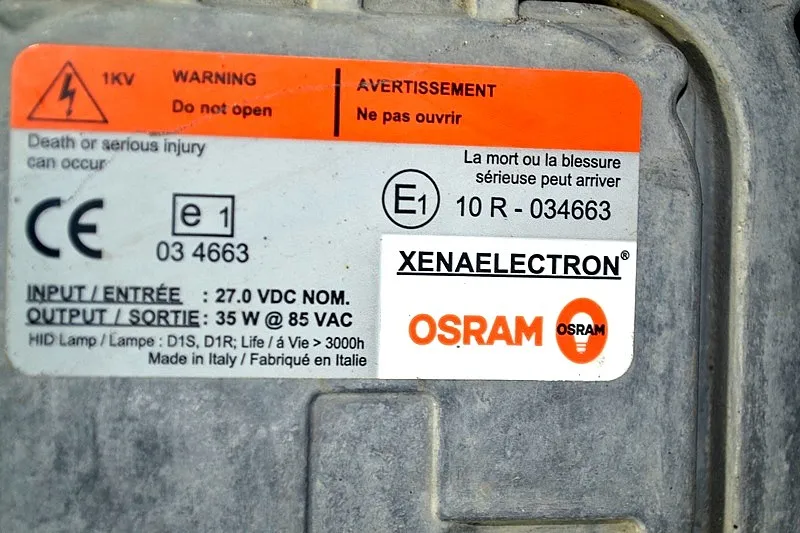 1KV
WARNING
Do not open
AVERTISSEMENT
Ne pas ouvrir
Death or serious injury
can occur
La mort ou la blessure
sérieuse peut arriver
CE
e 1
03 4663
E1
10 R - 034663
XENAELECTRON®
OSRAM
OSRAM
INPUT / ENTRÉE : 27.0 VDC NOM.
OUTPUT / SORTIE : 35 W @ 85 VAC
HID Lamp / Lampe : D1S, D1R; Life / á Vie > 3000h
Made in Italy / Fabriqué en Italie